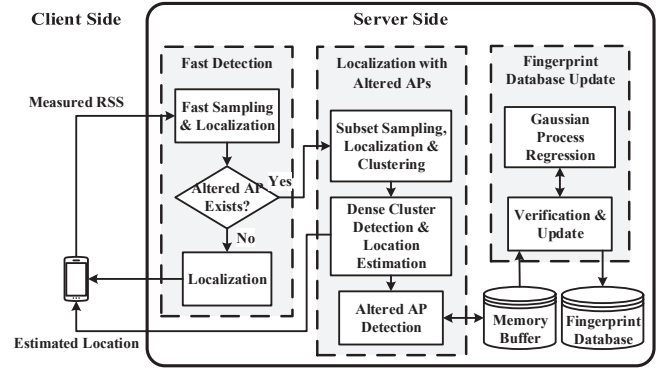 Client Side
Server Side
Fast Detection
Localization with
Altered APs
Fingerprint
Database Update
Measured RSS
Fast Sampling
& Localization
Subset Sampling,
Localization &
Clustering
Gaussian
Process
Regression
Altered AP
Exists?
Yes
No
Dense Cluster
Detection &
Location
Estimation
Verification &
Update
Localization
Altered AP
Detection
Memory
Buffer
Fingerprint
Database
Estimated Location